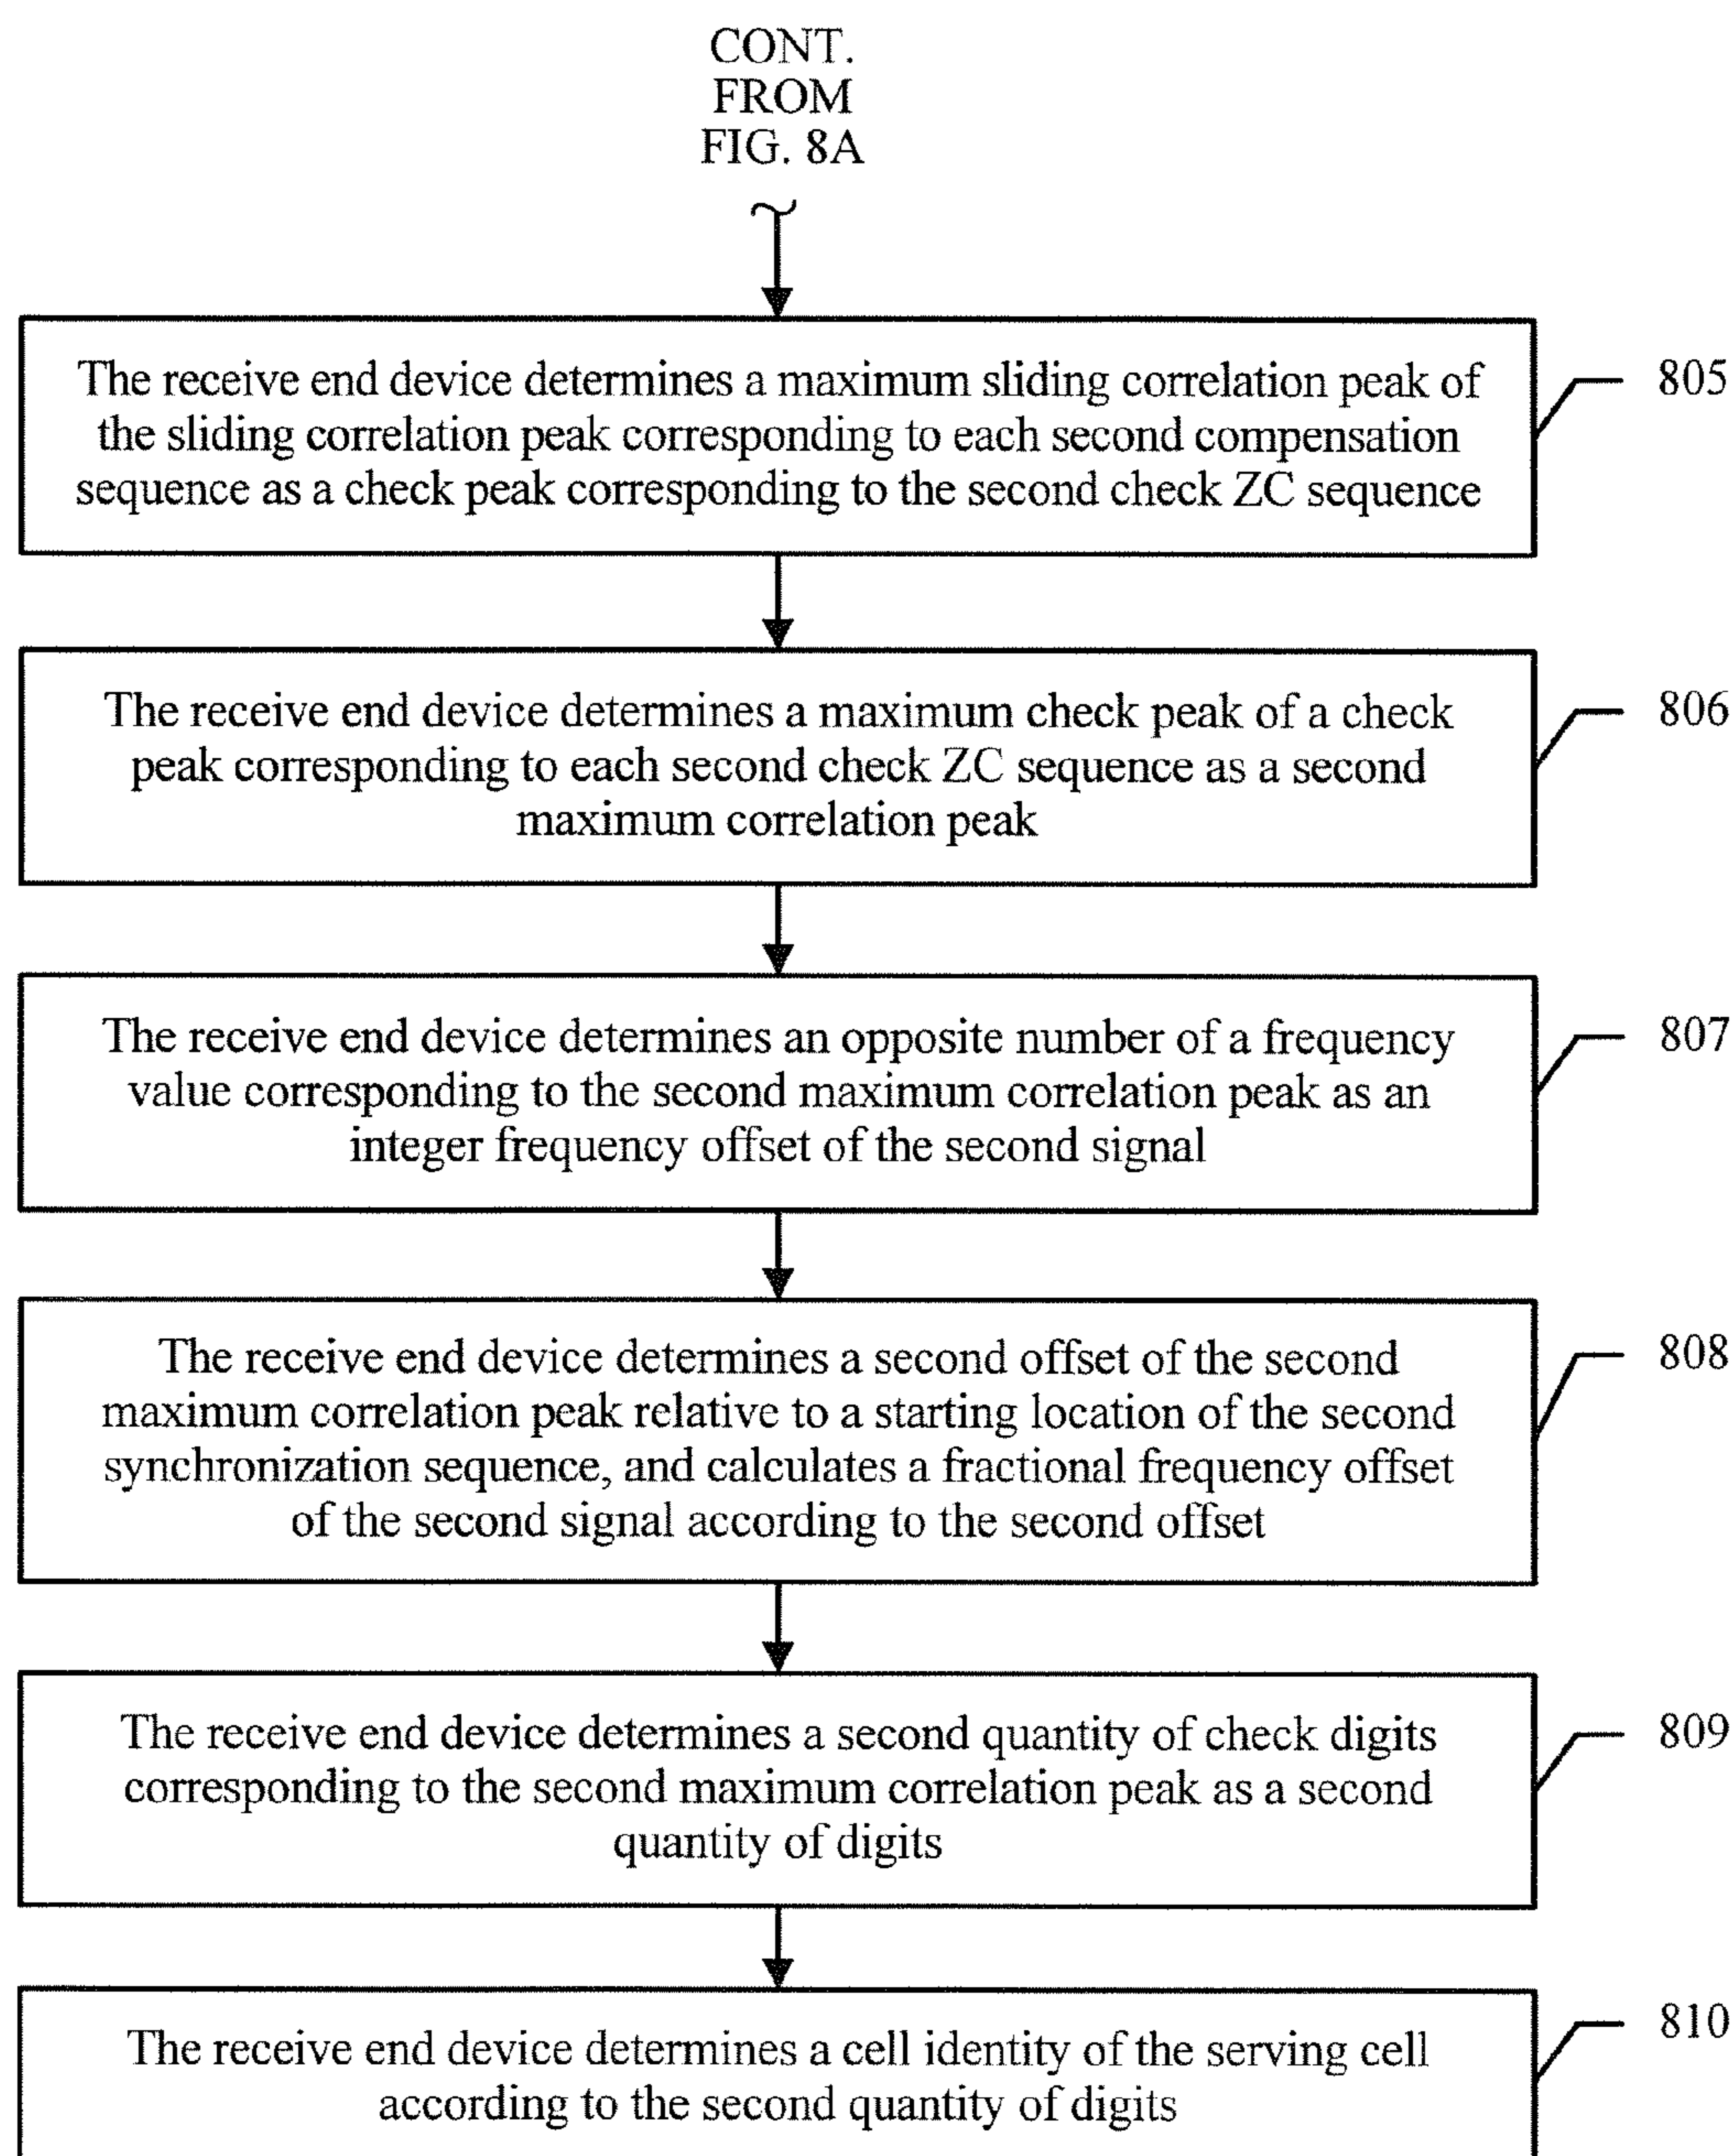 CONT.
FROM
FIG. 8A
The receive end device determines a maximum sliding correlation peak of
the sliding correlation peak corresponding to each second compensation
sequence as a check peak corresponding to the second check ZC sequence
805
The receive end device determines a maximum check peak of a check
peak corresponding to each second check ZC sequence as a second
maximum correlation peak
806
The receive end device determines an opposite number of a frequency
value corresponding to the second maximum correlation peak as an
integer frequency offset of the second signal
807
The receive end device determines a second offset of the second
maximum correlation peak relative to a starting location of the second
synchronization sequence, and calculates a fractional frequency offset
of the second signal according to the second offset
808
The receive end device determines a second quantity of check digits
corresponding to the second maximum correlation peak as a second
quantity of digits
809
The receive end device determines a cell identity of the serving cell
according to the second quantity of digits
810